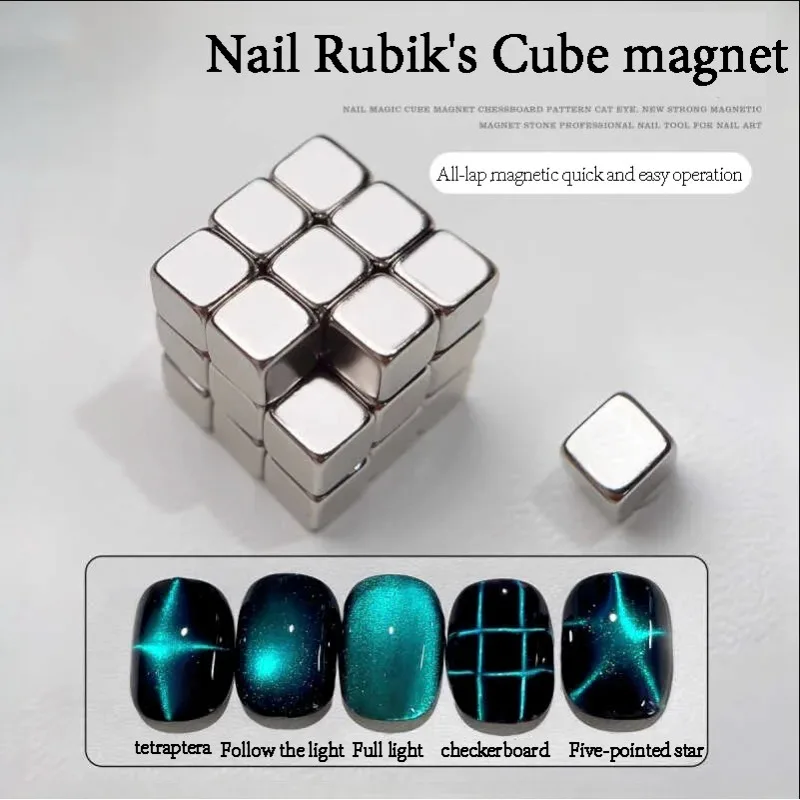 Nail Rubik's Cube magnet
NAIL MAGIC CUBE MAGNET CHESSBOARD PATTERN CAT EYE. NEW STRONG MAGNETIC
MAGNET STONE PROFESSIONAL NAIL TOOL FOR NAIL ART
All-lap magnetic quick and easy operation
tetraptera Follow the light Full light checkerboard Five-pointed star